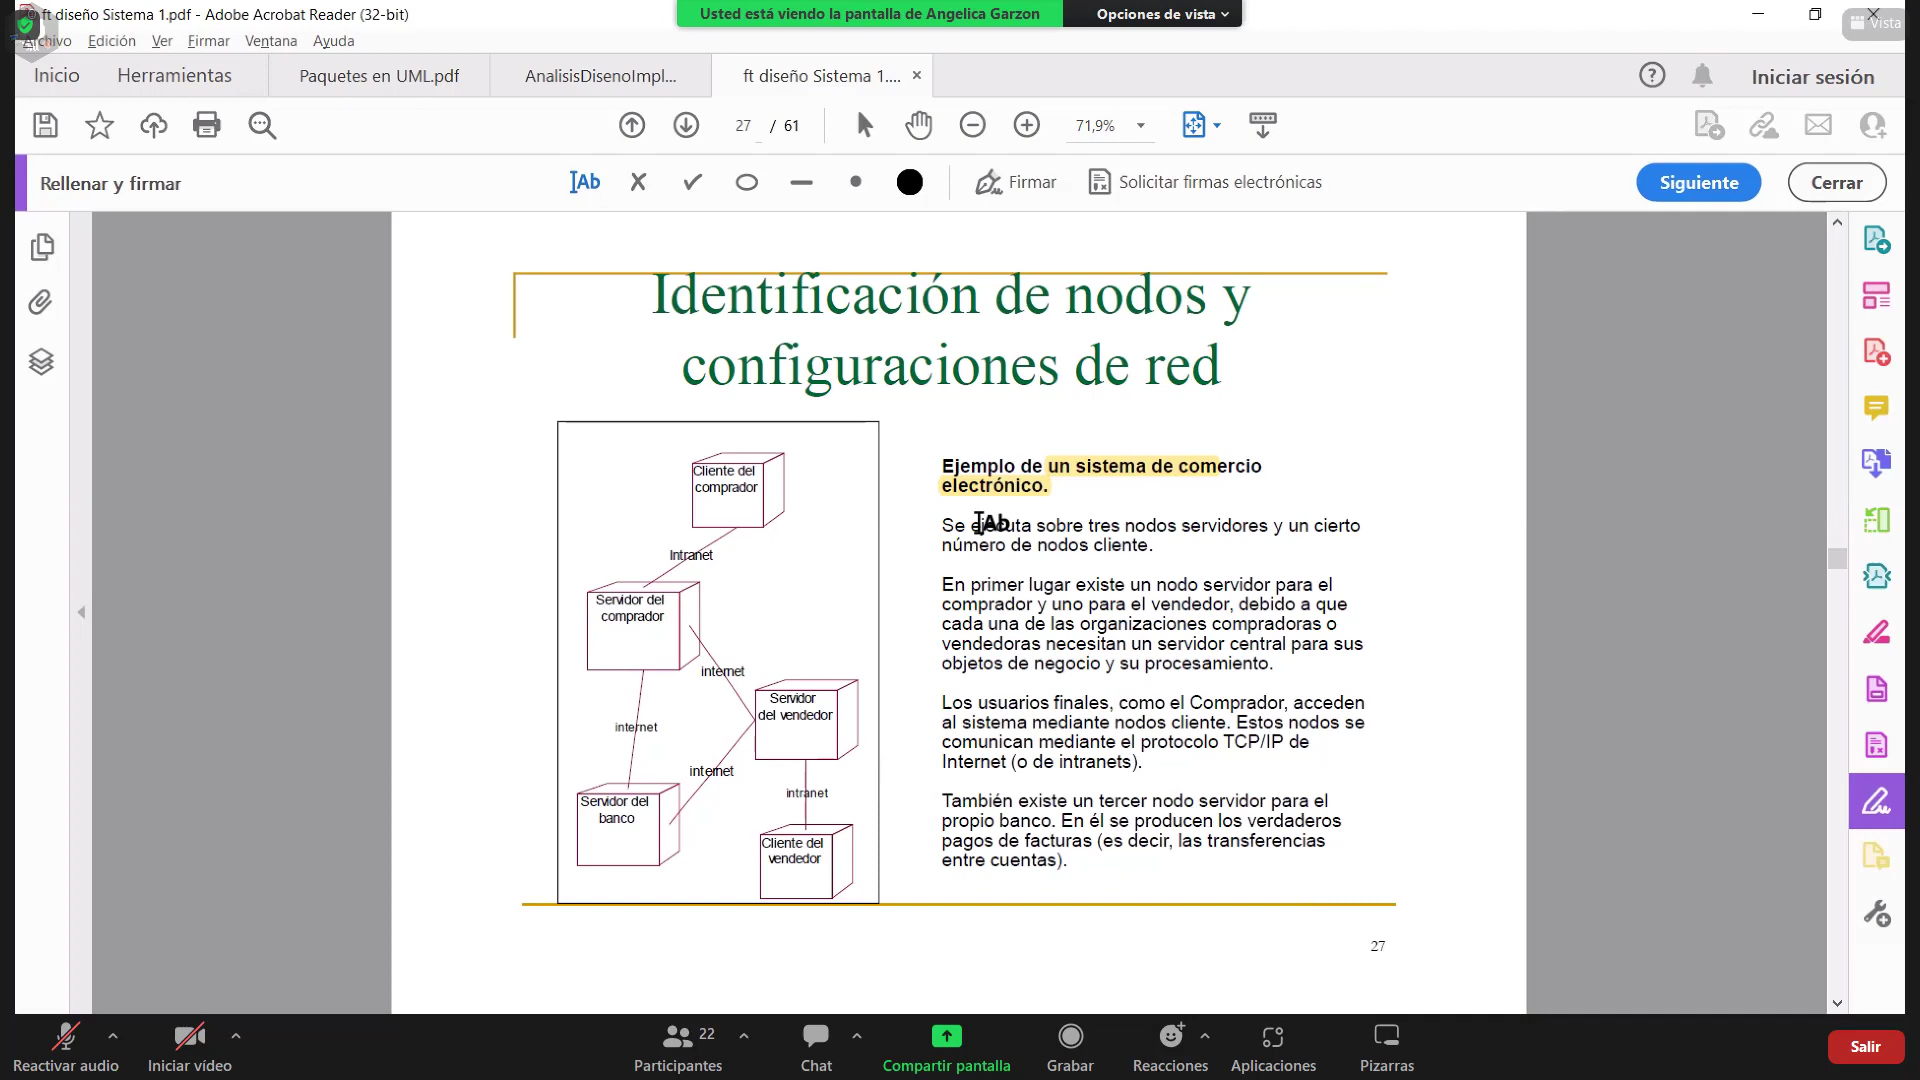 ft diseño Sistema 1.pdf - Adobe Acrobat Reader (32-bit)
Usted está viendo la pantalla de Angelica Garzon
Opciones de vista
Vista
Archivo Edición Ver Firmar Ventana Ayuda
Inicio Herramientas Paquetes en UML.pdf AnalisisDisenoImpl... ft diseño Sistema 1.... × Iniciar sesión
27 / 61 71,9%
Rellenar y firmar Ab Firmar Solicitar firmas electrónicas Siguiente Cerrar
Identificación de nodos y
configuraciones de red
Cliente del
comprador
Intranet
Servidor del
comprador
internet
Servidor
del vendedor
internet
internet
intranet
Servidor del
banco
Cliente del
vendedor
Ejemplo de un sistema de comercio
electrónico.
Se ejecuta sobre tres nodos servidores y un cierto
número de nodos cliente.
En primer lugar existe un nodo servidor para el
comprador y uno para el vendedor, debido a que
cada una de las organizaciones compradoras o
vendedoras necesitan un servidor central para sus
objetos de negocio y su procesamiento.
Los usuarios finales, como el Comprador, acceden
al sistema mediante nodos cliente. Estos nodos se
comunican mediante el protocolo TCP/IP de
Internet (o de intranets).
También existe un tercer nodo servidor para el
propio banco. En él se producen los verdaderos
pagos de facturas (es decir, las transferencias
entre cuentas).
27
Reactivar audio Iniciar vídeo 22 Participantes Chat Compartir pantalla Grabar Reacciones Aplicaciones Pizarras Salir